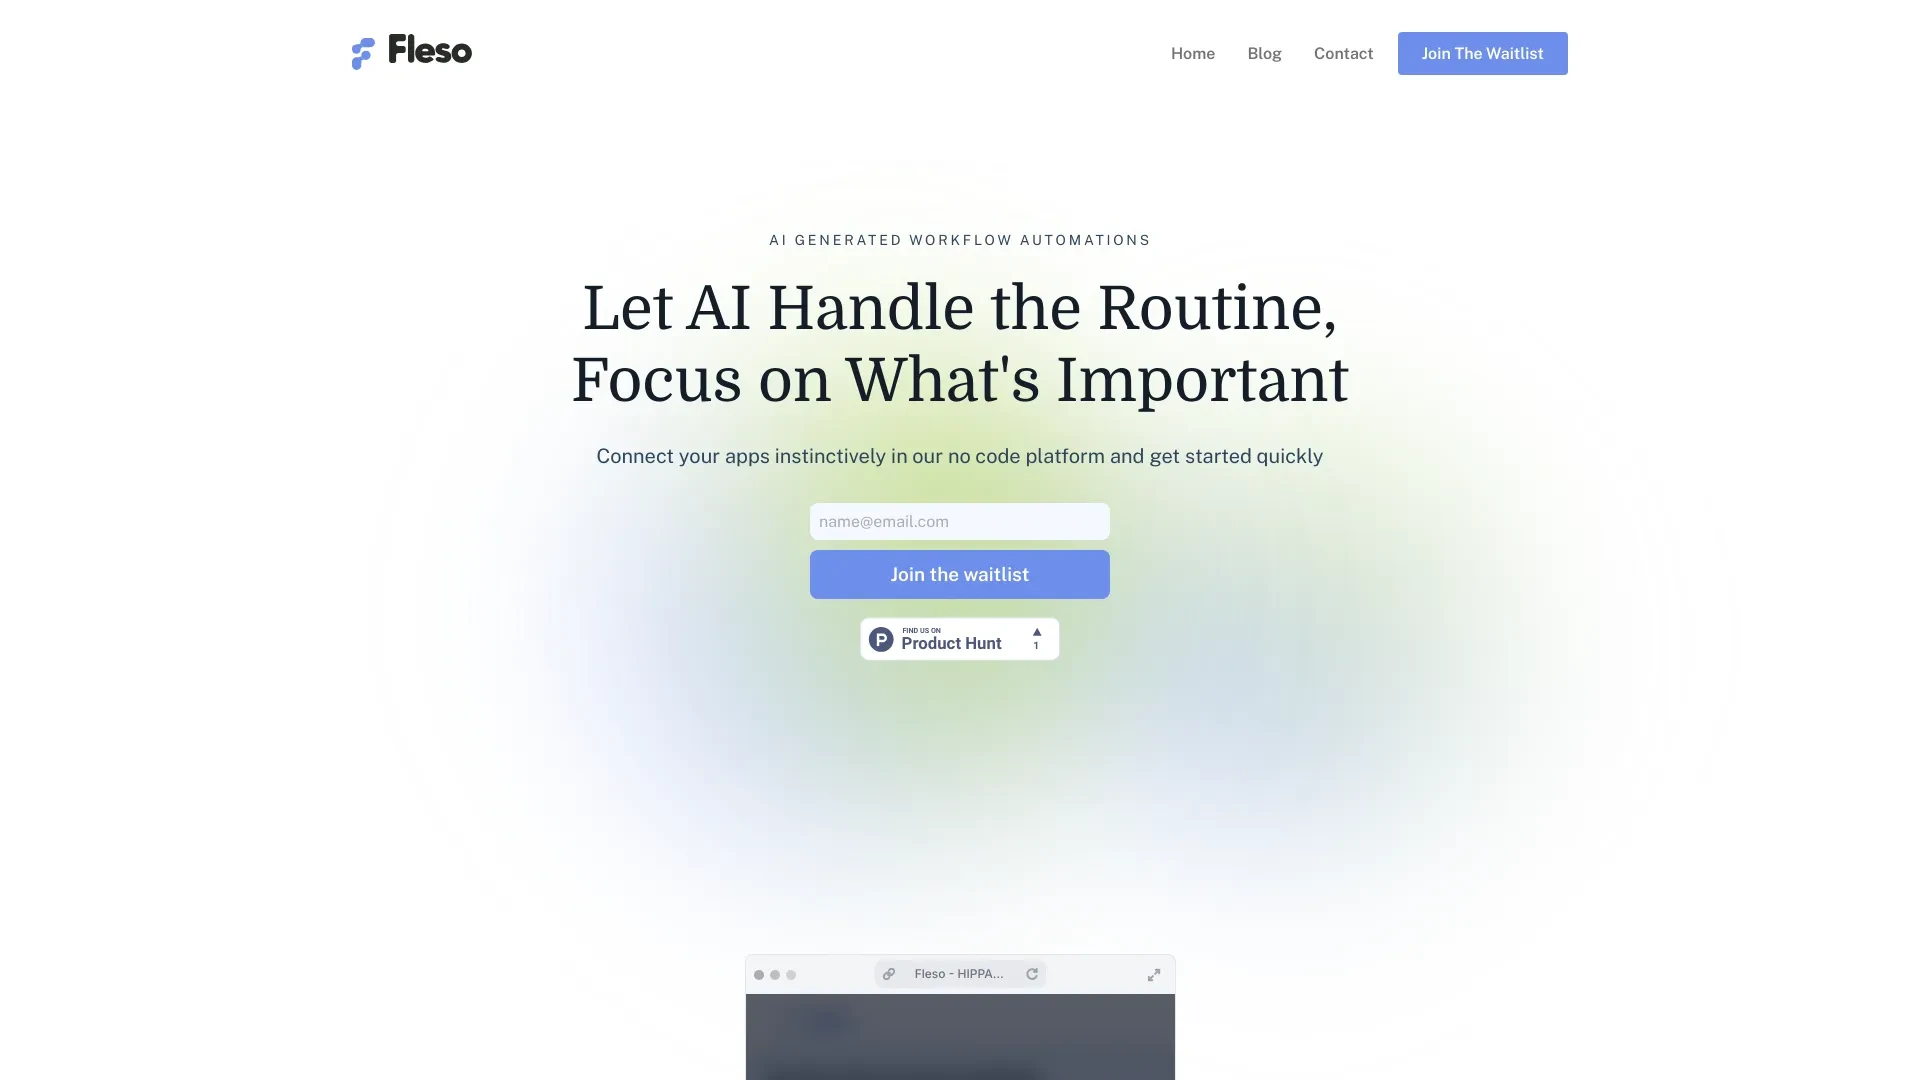 Fleso
Home
Blog
Contact
Join The Waitlist
AI GENERATED WORKFLOW AUTOMATIONS
Let AI Handle the Routine,
Focus on What's Important
Connect your apps instinctively in our no code platform and get started quickly
name@email.com
Join the waitlist
FIND US ON
Product Hunt
1
Fleso - HIPPA...